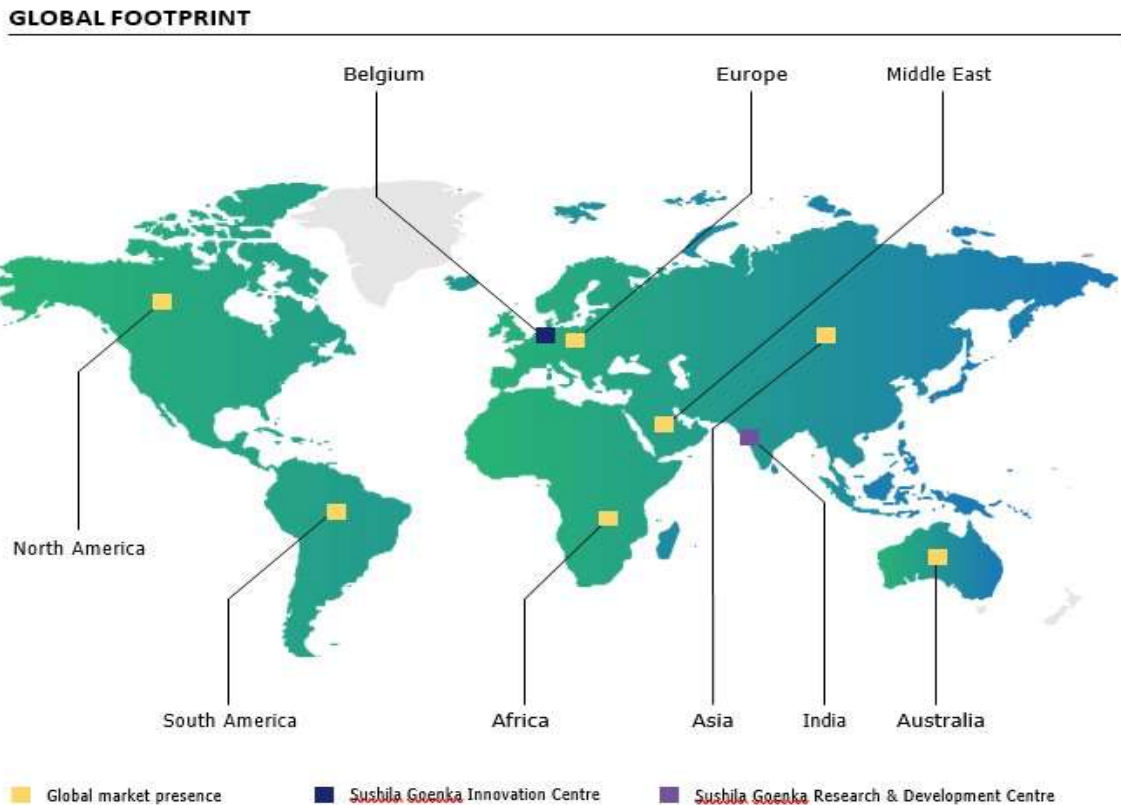 GLOBAL FOOTPRINT
Belgium
Europe
Middle East
North America
South America
Africa
Asia
India
Australia
Global market presence
Sushila Goenka Innovation Centre
Sushila Goenka Research & Development Centre